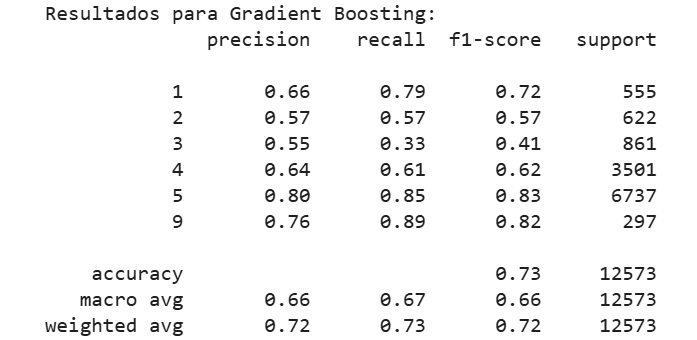 Resultados para Gradient Boosting:
precision recall f1-score support
1 0.66 0.79 0.72 555
2 0.57 0.57 0.57 622
3 0.55 0.33 0.41 861
4 0.64 0.61 0.62 3501
5 0.80 0.85 0.83 6737
9 0.76 0.89 0.82 297
accuracy 0.73 12573
macro avg 0.66 0.67 0.66 12573
weighted avg 0.72 0.73 0.72 12573